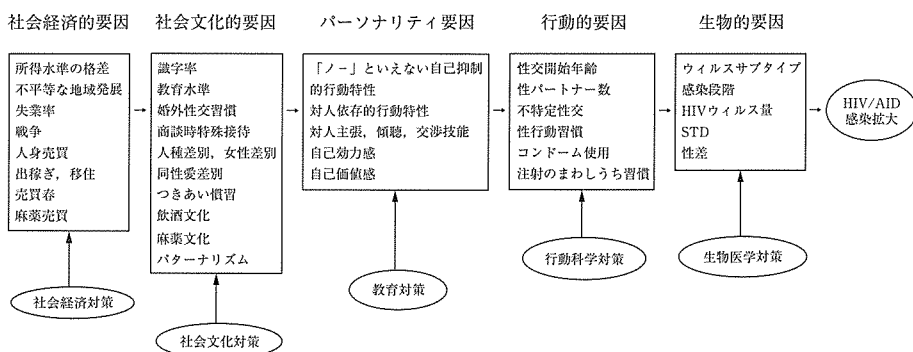 社会経済的要因
所得水準の格差
不平等な地域発展
失業率
戦争
人身売買
出稼ぎ，移住
売買春
麻薬売買
社会経済対策
社会文化的要因
識字率
教育水準
婚外性交習慣
商談時特殊接待
人種差別，女性差別
同性愛差別
つきあい慣習
飲酒文化
麻薬文化
パターナリズム
社会文化対策
パーソナリティ要因
「ノー」といえない自己抑制
的行動特性
対人依存的行動特性
対人主張，傾聴，交渉技能
自己効力感
自己価値感
教育対策
行動的要因
性交開始年齢
性パートナー数
不特定性交
性行動習慣
コンドーム使用
注射のまわしうち習慣
行動科学対策
生物的要因
ウィルスサブタイプ
感染段階
HIVウィルス量
STD
性差
生物医学対策
HIV/AID
感染拡大